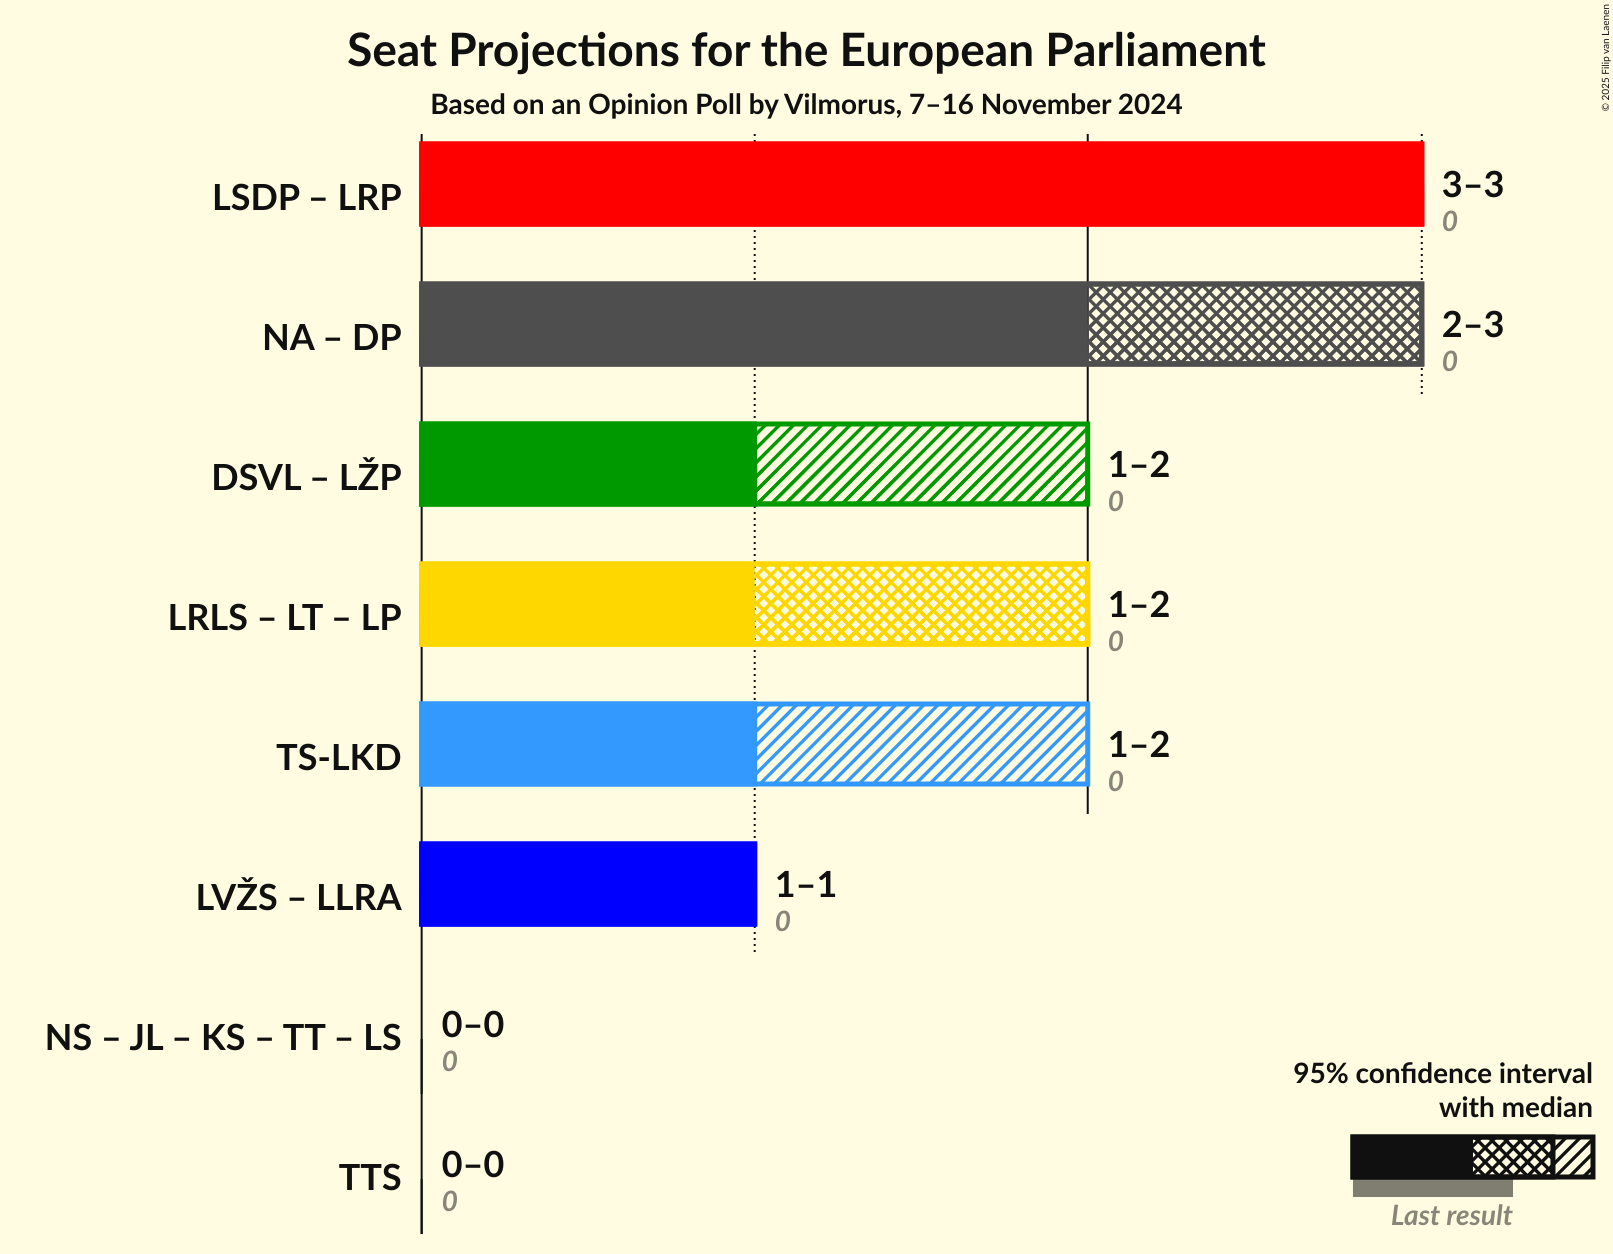 Seat Projections for the European Parliament
Based on an Opinion Poll by Vilmorus, 7–16 November 2024
© 2025 Filip van Laenen
LSDP – LRP
3–3
0
NA – DP
2–3
0
DSVL – LŽP
1–2
0
LRLS – LT – LP
1–2
0
TS-LKD
1–2
0
LVŽS – LLRA
1–1
0
NS – JL – KS – TT – LS
0–0
0
TTS
0–0
0
95% confidence interval
with median
Last result